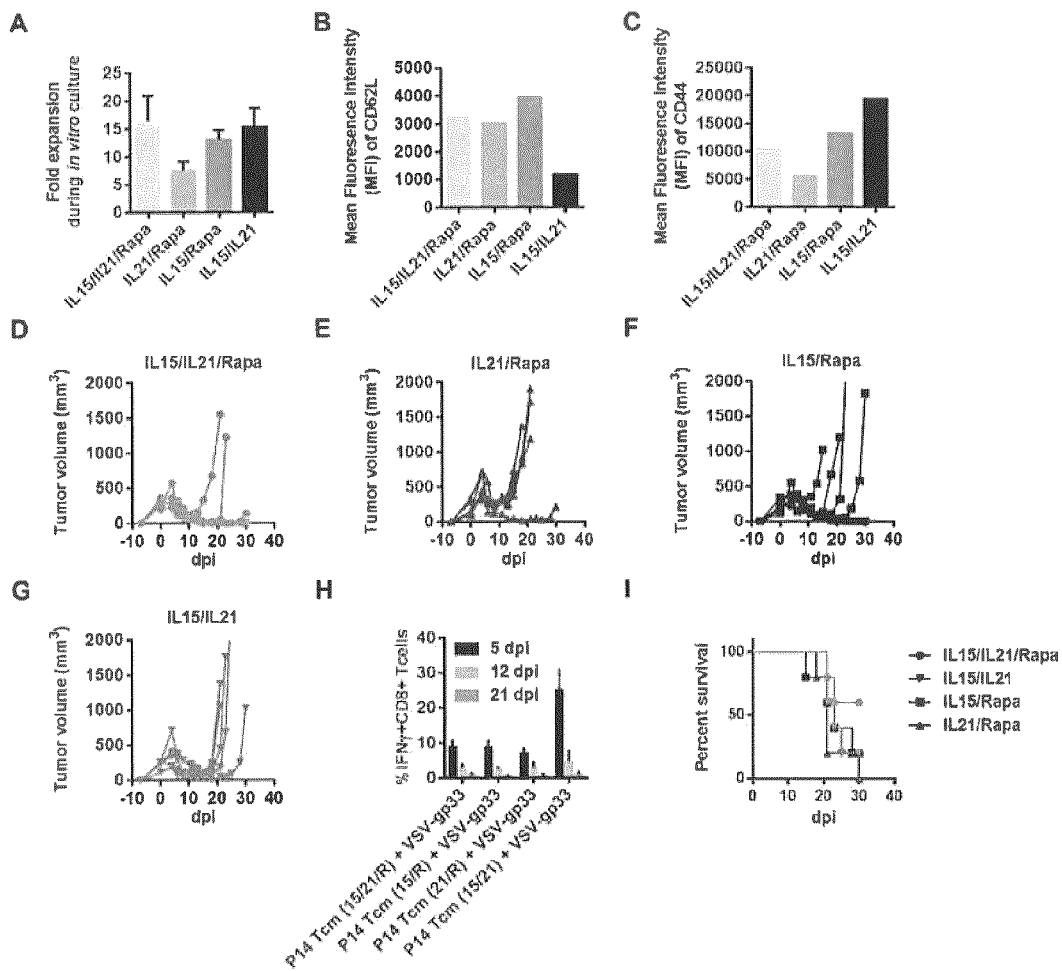 A
Fold expansion
during in vitro culture
25
20
15
10
5
0
IL15/Il21/Rapa
IL21/Rapa
IL15/Rapa
IL15/IL21
B
Mean Fluoresence Intensity
(MFI) of CD62L
5000
4000
3000
2000
1000
0
IL15/IL21/Rapa
IL21/Rapa
IL15/Rapa
IL15/IL21
C
Mean Fluoresence Intensity
(MFI) of CD44
25000
20000
15000
10000
5000
0
IL15/IL21/Rapa
IL21/Rapa
IL15/Rapa
IL15/IL21
D
IL15/IL21/Rapa
Tumor volume (mm3)
2000
1500
1000
500
0
-10 0 10 20 30 40
dpi
E
IL21/Rapa
Tumor volume (mm3)
2000
1500
1000
500
0
-10 0 10 20 30 40
dpi
F
IL15/Rapa
Tumor volume (mm3)
2000
1500
1000
500
0
-10 0 10 20 30 40
dpi
G
IL15/IL21
Tumor volume (mm3)
2000
1500
1000
500
0
-10 0 10 20 30 40
dpi
H
% IFNγ+CD8+ Tcells
40
30
20
10
0
5 dpi
12 dpi
21 dpi
P14 Tcm (15/21/R) + VSV-gp33
P14 Tcm (15/R) + VSV-gp33
P14 Tcm (21/R) + VSV-gp33
P14 Tcm (15/21) + VSV-gp33
I
Percent survival
100
50
0
0 10 20 30 40
dpi
IL15/IL21/Rapa
IL15/IL21
IL15/Rapa
IL21/Rapa